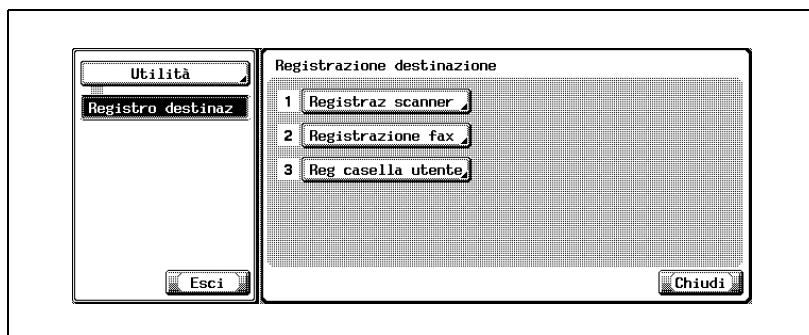 Utilità
Registro destinaz
Esci
Registrazione destinazione
1 Registraz scanner
2 Registrazione fax
3 Reg casella utente
Chiudi